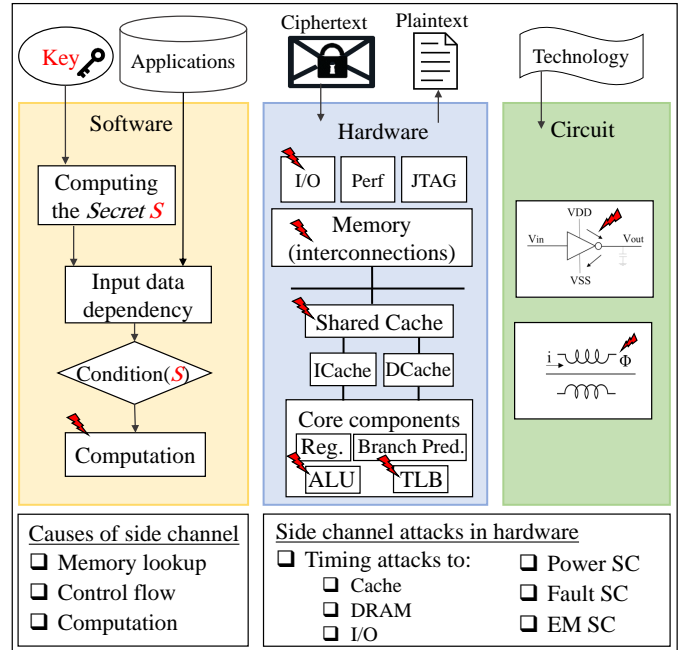 Key
Applications
Ciphertext
Plaintext
Technology
Software
Computing
the Secret S
Input data
dependency
Condition(S)
Computation
Hardware
I/O
Perf
JTAG
Memory
(interconnections)
Shared Cache
ICache
DCache
Core components
Reg.
Branch Pred.
ALU
TLB
Circuit
VDD
Vin
Vout
VSS
i
Φ
Causes of side channel
❑ Memory lookup
❑ Control flow
❑ Computation
Side channel attacks in hardware
❑ Timing attacks to:
❑ Cache
❑ DRAM
❑ I/O
❑ Power SC
❑ Fault SC
❑ EM SC